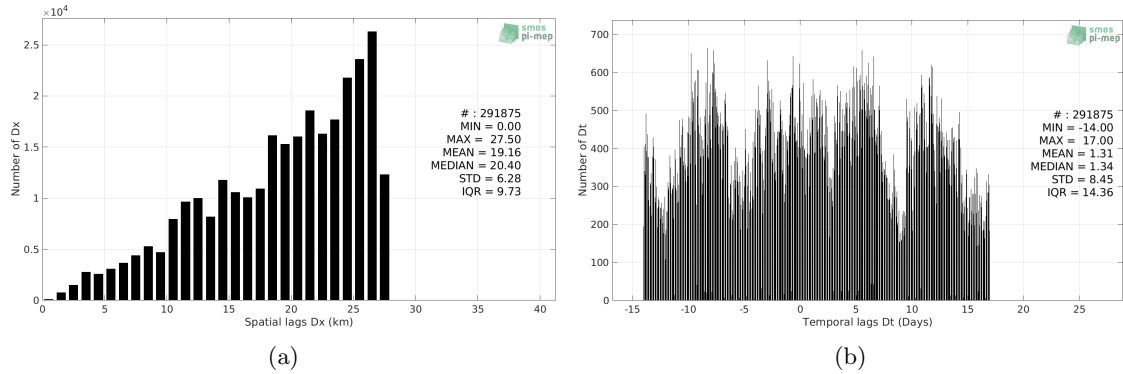 ×10^4
2.5
2
1.5
1
0.5
0
0 5 10 15 20 25 30 35 40
Number of Dx
Spatial lags Dx (km)
smos
pi-mep
# : 291875
MIN = 0.00
MAX = 27.50
MEAN = 19.16
MEDIAN = 20.40
STD = 6.28
IQR = 9.73
(a)
700
600
500
400
300
200
100
0
-15 -10 -5 0 5 10 15 20 25
Number of Dt
Temporal lags Dt (Days)
smos
pi-mep
# : 291875
MIN = -14.00
MAX = 17.00
MEAN = 1.31
MEDIAN = 1.34
STD = 8.45
IQR = 14.36
(b)